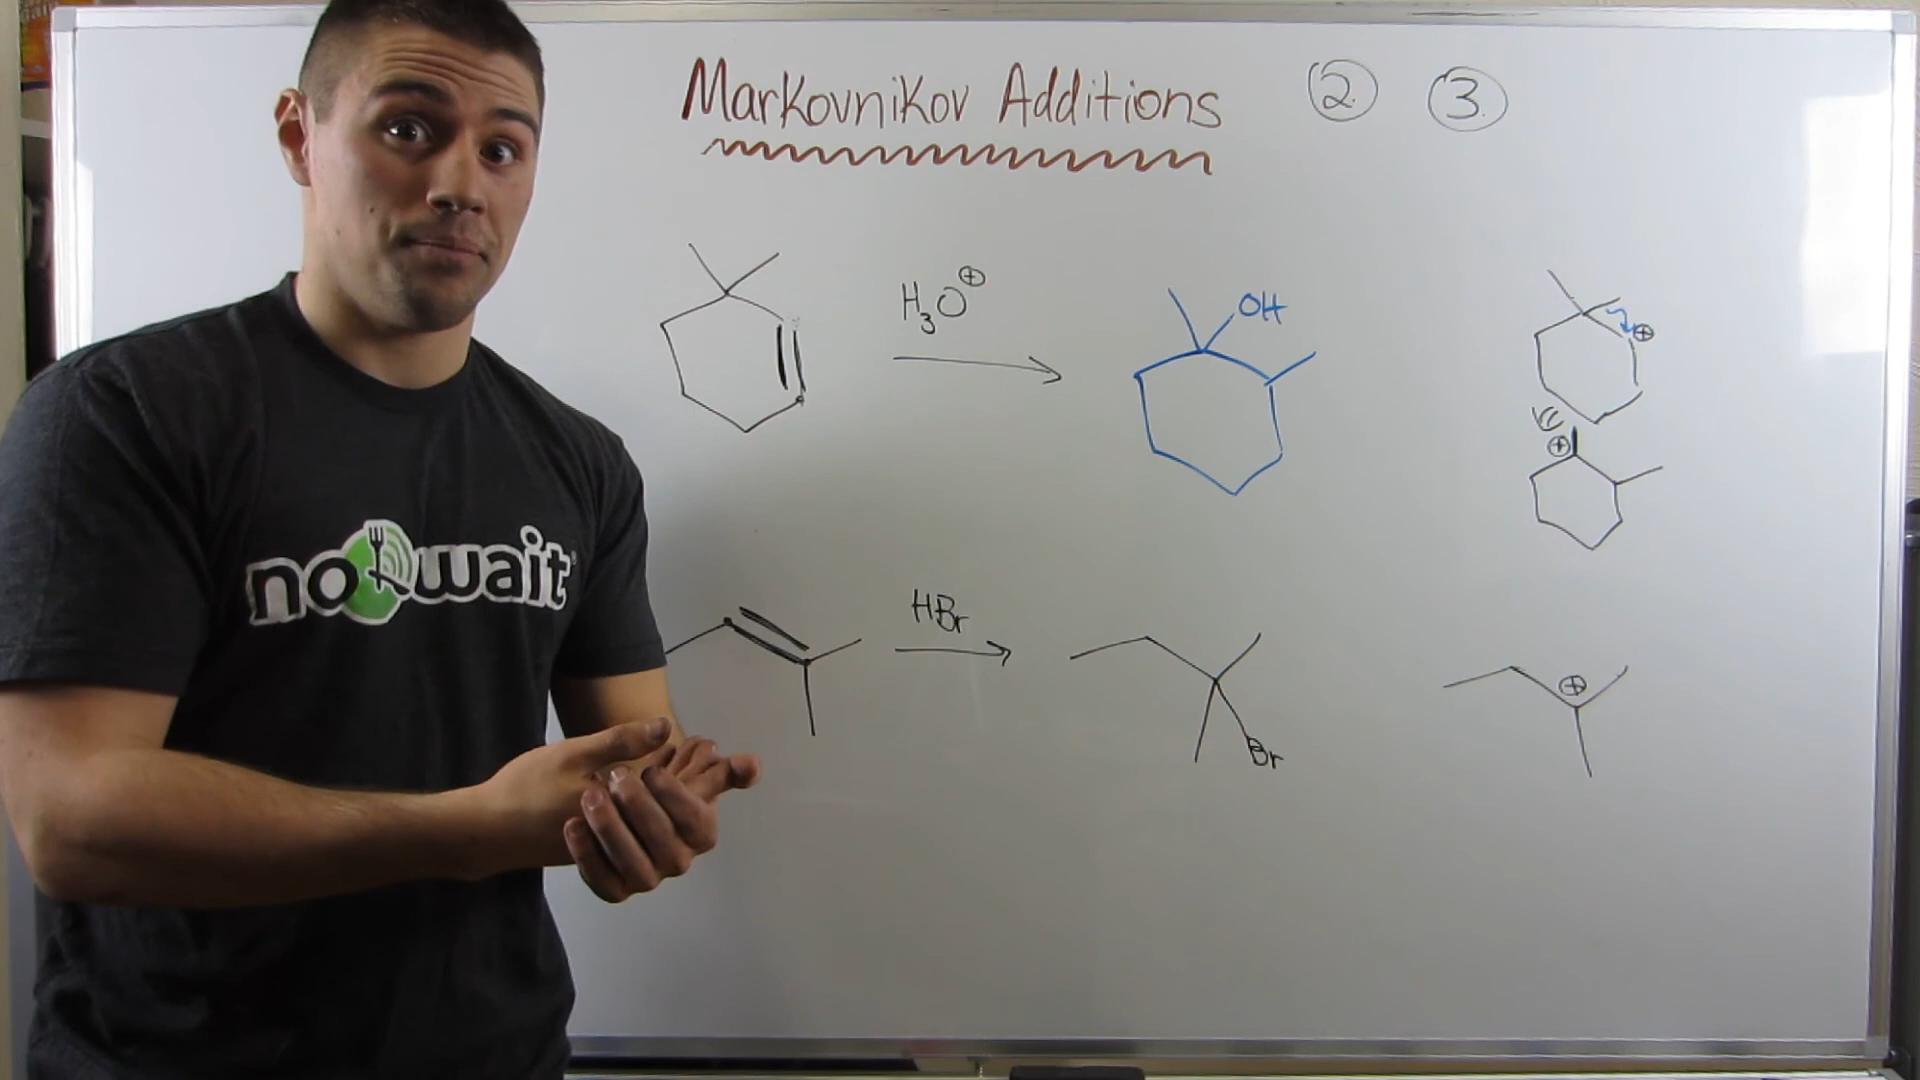 Markovnikov Additions 2. 3.
H₃O⊕
OH
⊕
⊕
nowait
HBr
Br
⊕